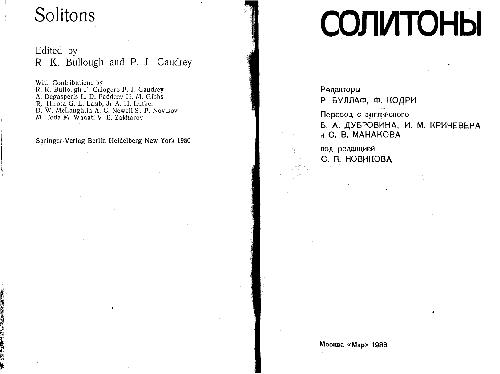 Solitons
Edited by
R. K. Bullough and P. J. Caudrey
With Contributions by
R. K. Bullough F. Calogero P. J. Caudrey
A. Degasperis L. D. Faddeev H. M. Gibbs
R. Hirota G. L. Lamb, Jr. A. H. Luther
D. W. McLaughlin A. C. Newell S. P. Novikov
M. Toda M. Wadati V. E. Zakharov
Springer-Verlag Berlin Heidelberg New York 1980
СОЛИТОНЫ
Редакторы
Р. БУЛЛАФ, Ф. КОДРИ
Перевод с английского
Б. А. ДУБРОВИНА, И. М. КРИЧЕВЕРА
и С. В. МАНАКОВА
под редакцией
С. П. НОВИКОВА
Москва «Мир» 1983